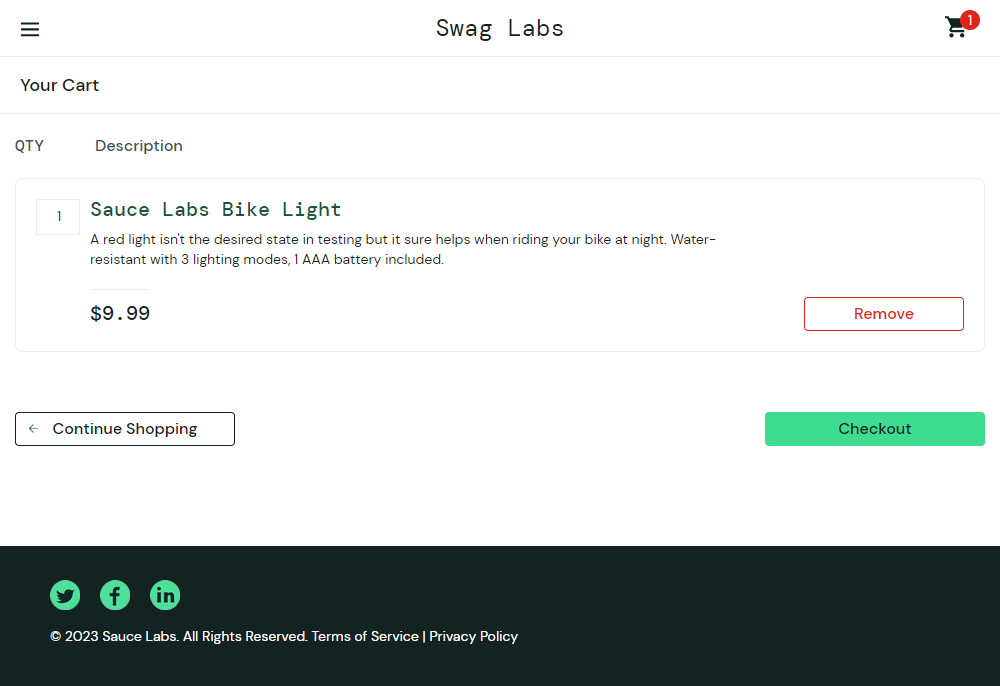 Swag Labs
1
Your Cart
QTY Description
1
Sauce Labs Bike Light
A red light isn't the desired state in testing but it sure helps when riding your bike at night. Water-
resistant with 3 lighting modes, 1 AAA battery included.
$9.99
Remove
Continue Shopping
Checkout
© 2023 Sauce Labs. All Rights Reserved. Terms of Service | Privacy Policy